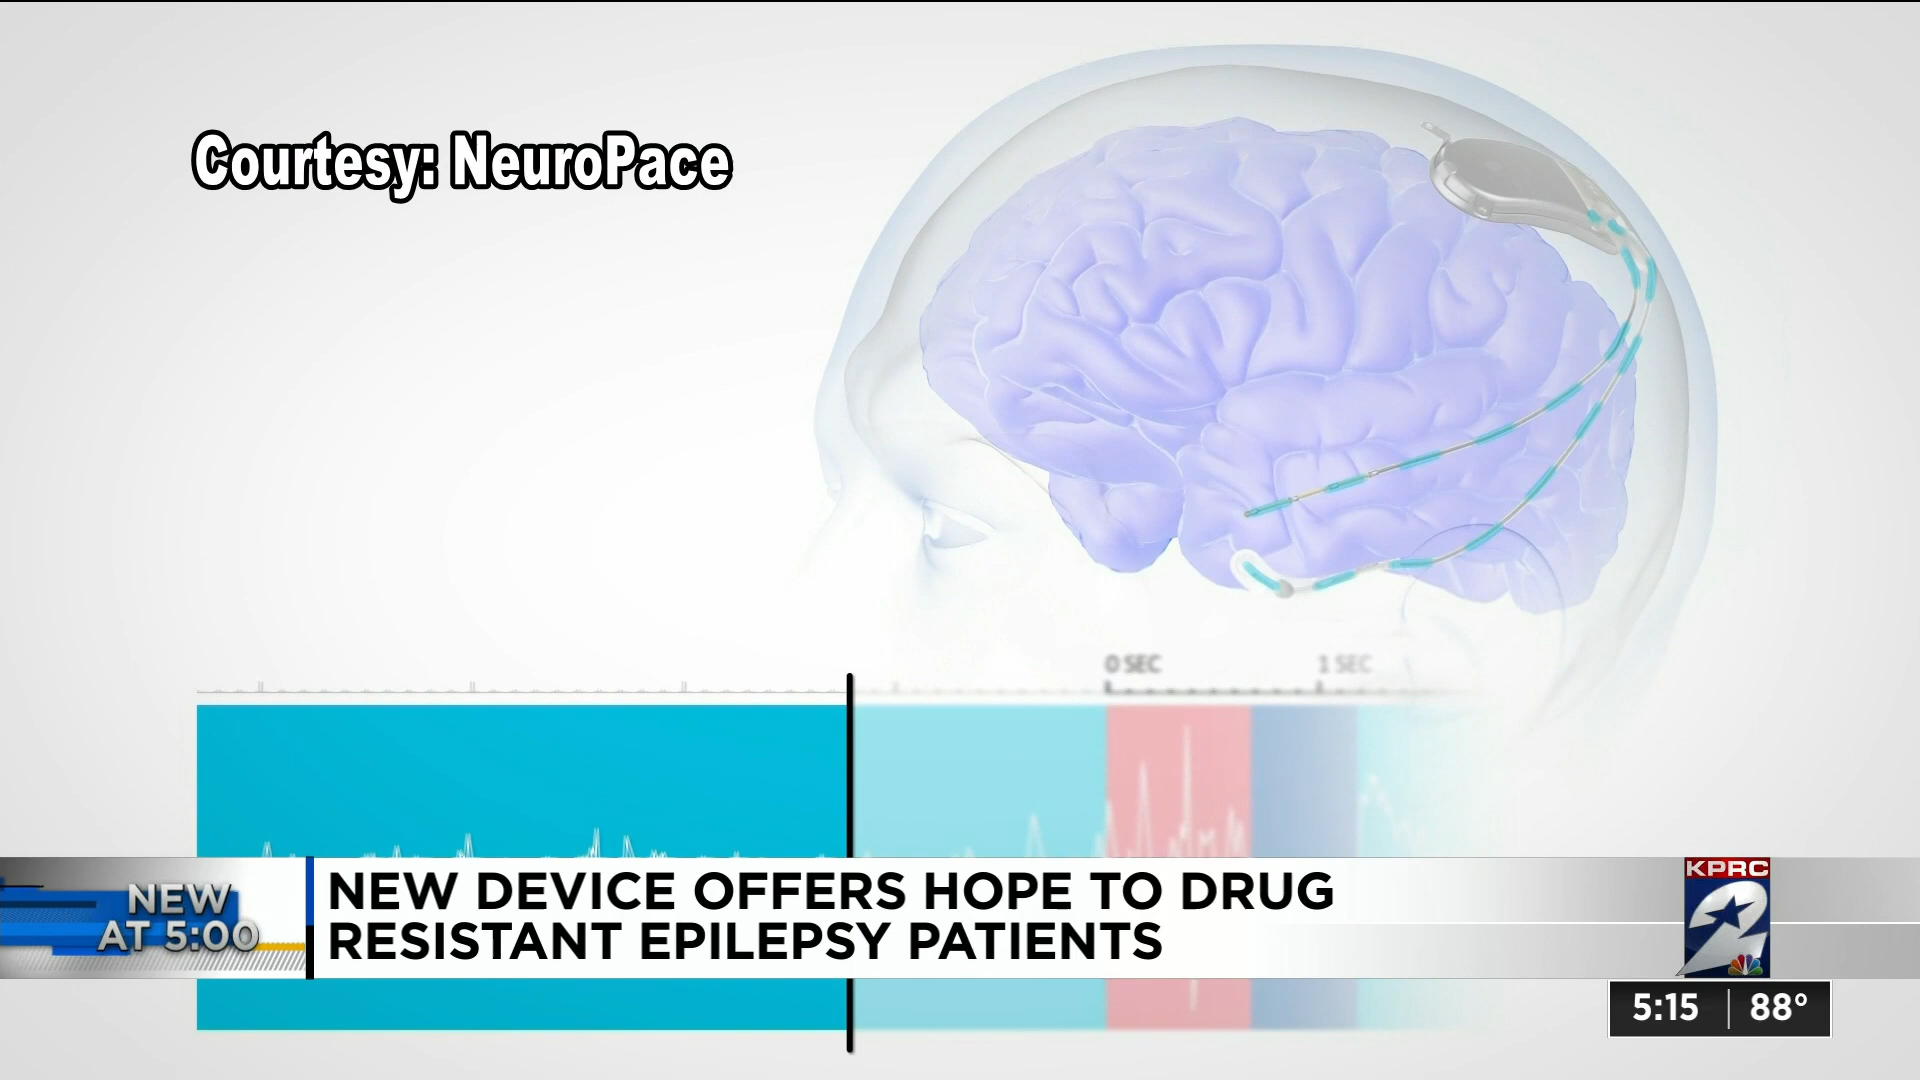 Courtesy: NeuroPace
0 SEC
1 SEC
NEW
AT 5:00
NEW DEVICE OFFERS HOPE TO DRUG
RESISTANT EPILEPSY PATIENTS
KPRC
2
5:15
88°